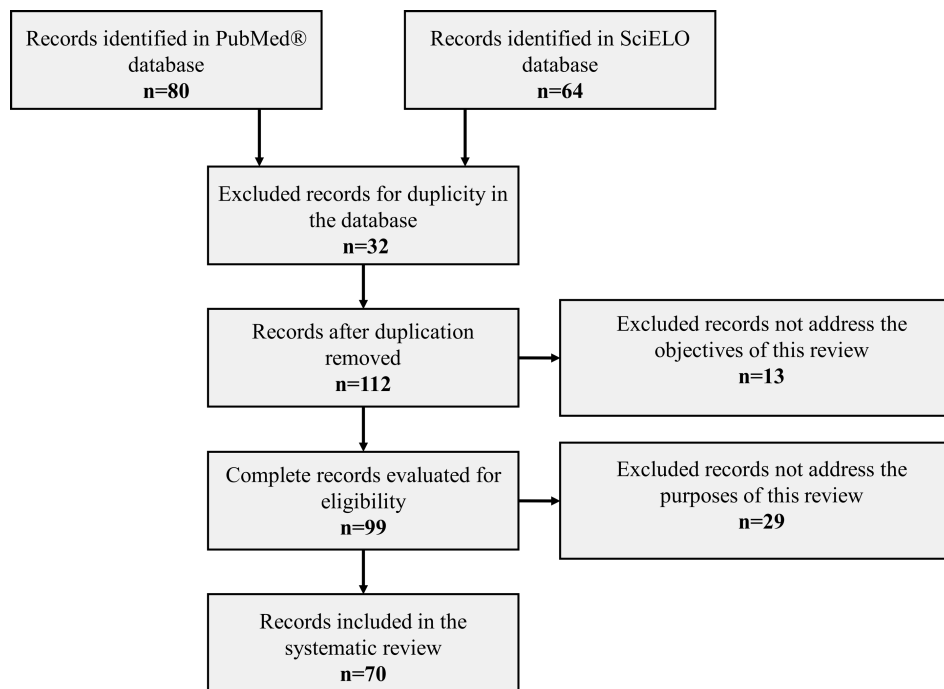 Records identified in PubMed®
database
n=80
Records identified in SciELO
database
n=64
Excluded records for duplicity in
the database
n=32
Records after duplication
removed
n=112
Excluded records not address the
objectives of this review
n=13
Complete records evaluated for
eligibility
n=99
Excluded records not address the
purposes of this review
n=29
Records included in the
systematic review
n=70